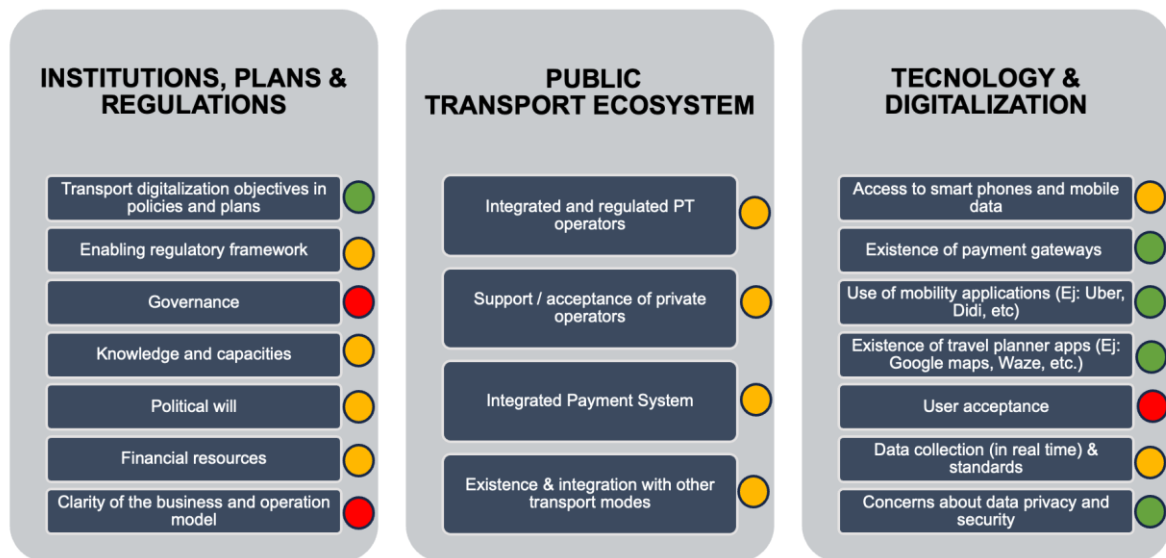 INSTITUTIONS, PLANS &
REGULATIONS
Transport digitalization objectives in
policies and plans
Enabling regulatory framework
Governance
Knowledge and capacities
Political will
Financial resources
Clarity of the business and operation
model
PUBLIC
TRANSPORT ECOSYSTEM
Integrated and regulated PT
operators
Support / acceptance of private
operators
Integrated Payment System
Existence & integration with other
transport modes
TECNOLOGY &
DIGITALIZATION
Access to smart phones and mobile
data
Existence of payment gateways
Use of mobility applications (Ej: Uber,
Didi, etc)
Existence of travel planner apps (Ej:
Google maps, Waze, etc.)
User acceptance
Data collection (in real time) &
standards
Concerns about data privacy and
security